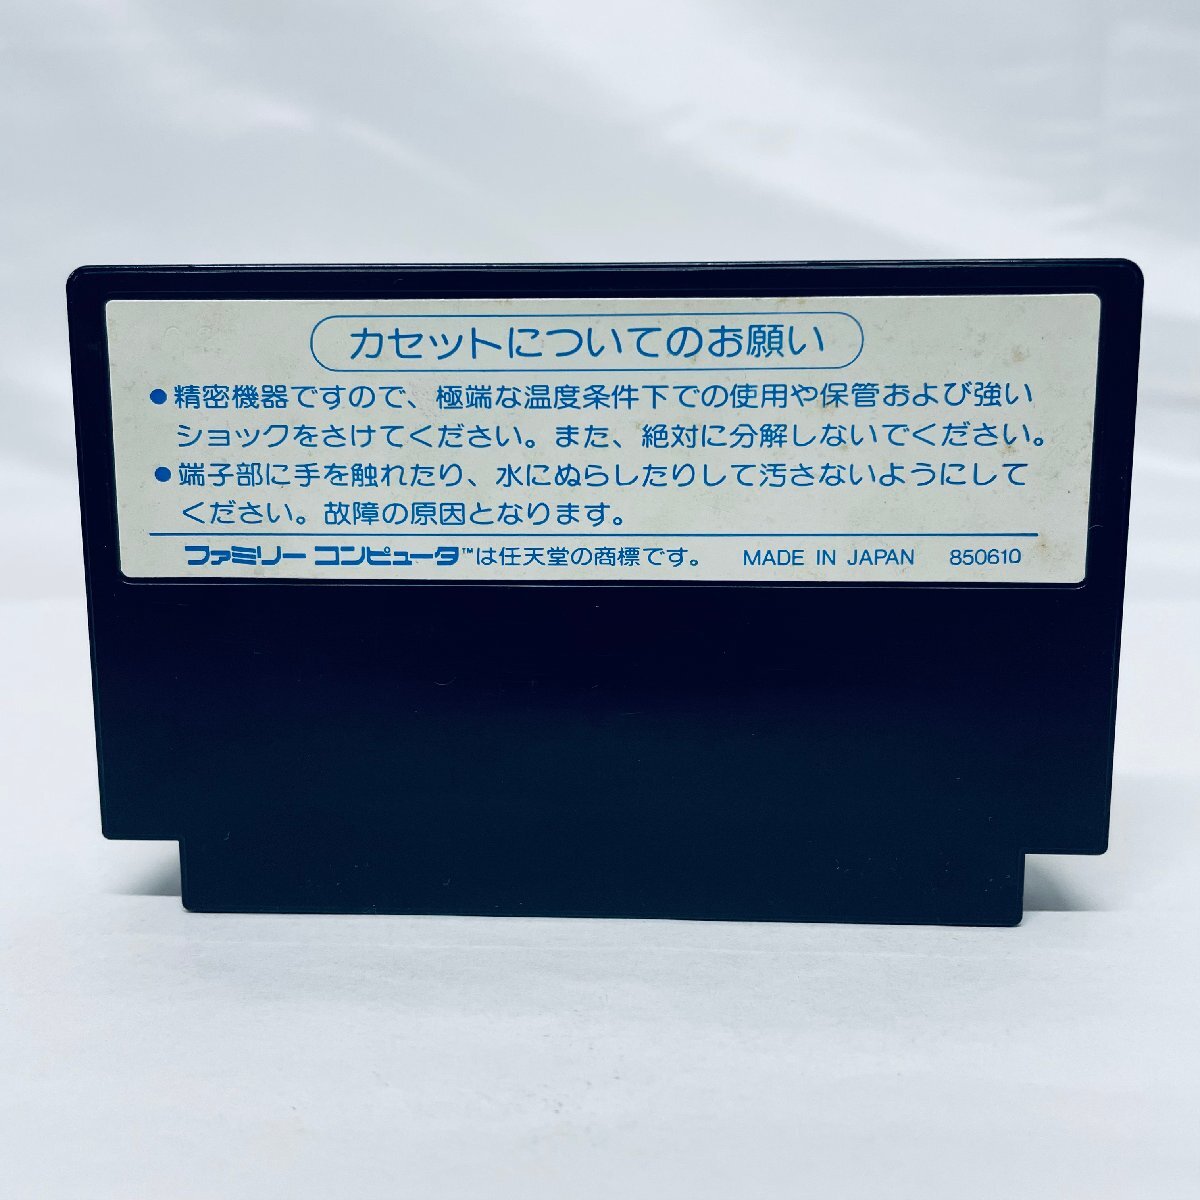 カセットについてのお願い
●精密機器ですので、極端な温度条件下での使用や保管および強い
ショックをさけてください。また、絶対に分解しないでください。
●端子部に手を触れたり、水にぬらしたりして汚さないようにして
ください。故障の原因となります。
ファミリーコンピュータ™は任天堂の商標です。 MADE IN JAPAN 850610